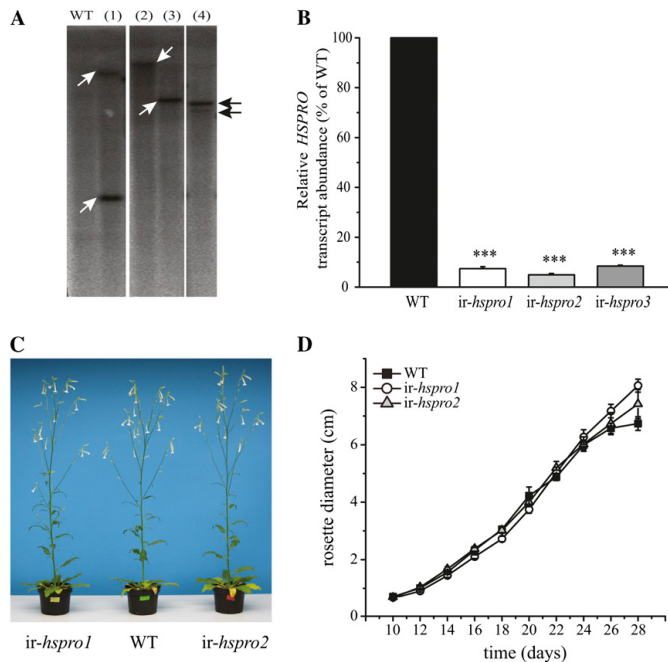 A
WT (1) (2) (3) (4)
B
Relative HSPRO
transcript abundance (% of WT)
100
80
60
40
20
0
***
***
***
WT
ir-hspro1
ir-hspro2
ir-hspro3
C
ir-hspro1
WT
ir-hspro2
D
WT
ir-hspro1
ir-hspro2
rosette diameter (cm)
8
6
4
2
0
10 12 14 16 18 20 22 24 26 28
time (days)